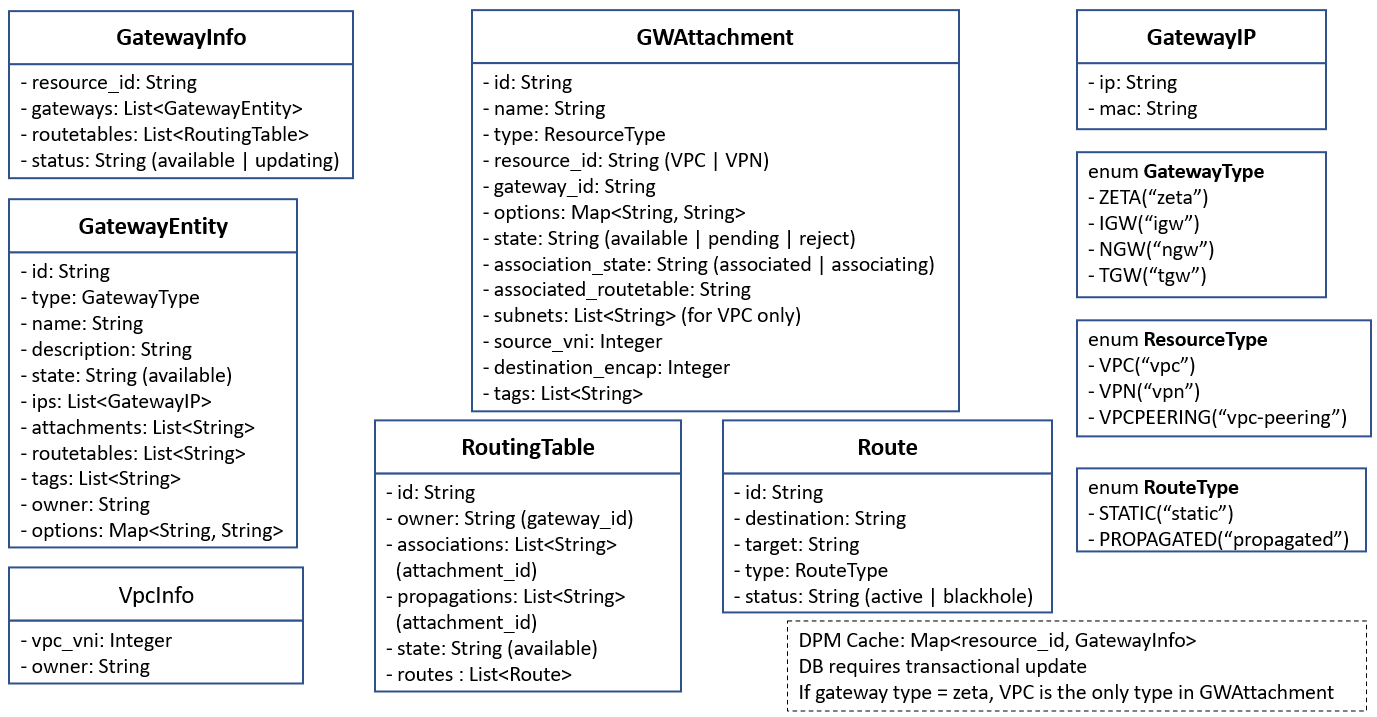 GatewayInfo
- resource_id: String
- gateways: List<GatewayEntity>
- routetables: List<RoutingTable>
- status: String (available | updating)
GatewayEntity
- id: String
- type: GatewayType
- name: String
- description: String
- state: String (available)
- ips: List<GatewayIP>
- attachments: List<String>
- routetables: List<String>
- tags: List<String>
- owner: String
- options: Map<String, String>
VpcInfo
- vpc_vni: Integer
- owner: String
GWAttachment
- id: String
- name: String
- type: ResourceType
- resource_id: String (VPC | VPN)
- gateway_id: String
- options: Map<String, String>
- state: String (available | pending | reject)
- association_state: String (associated | associating)
- associated_routetable: String
- subnets: List<String> (for VPC only)
- source_vni: Integer
- destination_encap: Integer
- tags: List<String>
RoutingTable
- id: String
- owner: String (gateway_id)
- associations: List<String>
(attachment_id)
- propagations: List<String>
(attachment_id)
- state: String (available)
- routes : List<Route>
Route
- id: String
- destination: String
- target: String
- type: RouteType
- status: String (active | blackhole)
GatewayIP
- ip: String
- mac: String
enum GatewayType
- ZETA(“zeta”)
- IGW(“igw”)
- NGW(“ngw”)
- TGW(“tgw”)
enum ResourceType
- VPC(“vpc”)
- VPN(“vpn”)
- VPCPEERING(“vpc-peering”)
enum RouteType
- STATIC(“static”)
- PROPAGATED(“propagated”)
DPM Cache: Map<resource_id, GatewayInfo>
DB requires transactional update
If gateway type = zeta, VPC is the only type in GWAttachment